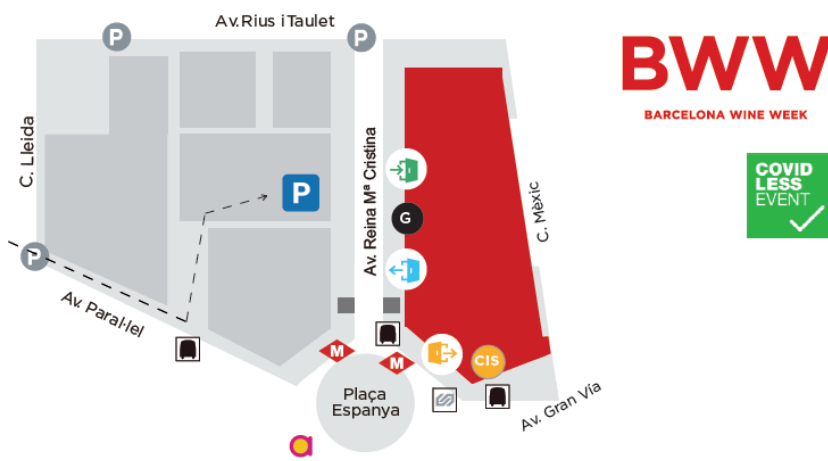 Av.Rius i Taulet
P
P
BWW
BARCELONA WINE WEEK
C. Lleida
Av. Reina Mª Cristina
COVID
LESS
EVENT
P
G
C. Mèxic
P
Av. Paral·lel
M
M
CIS
Plaça
Espanya
Av. Gran Via
a